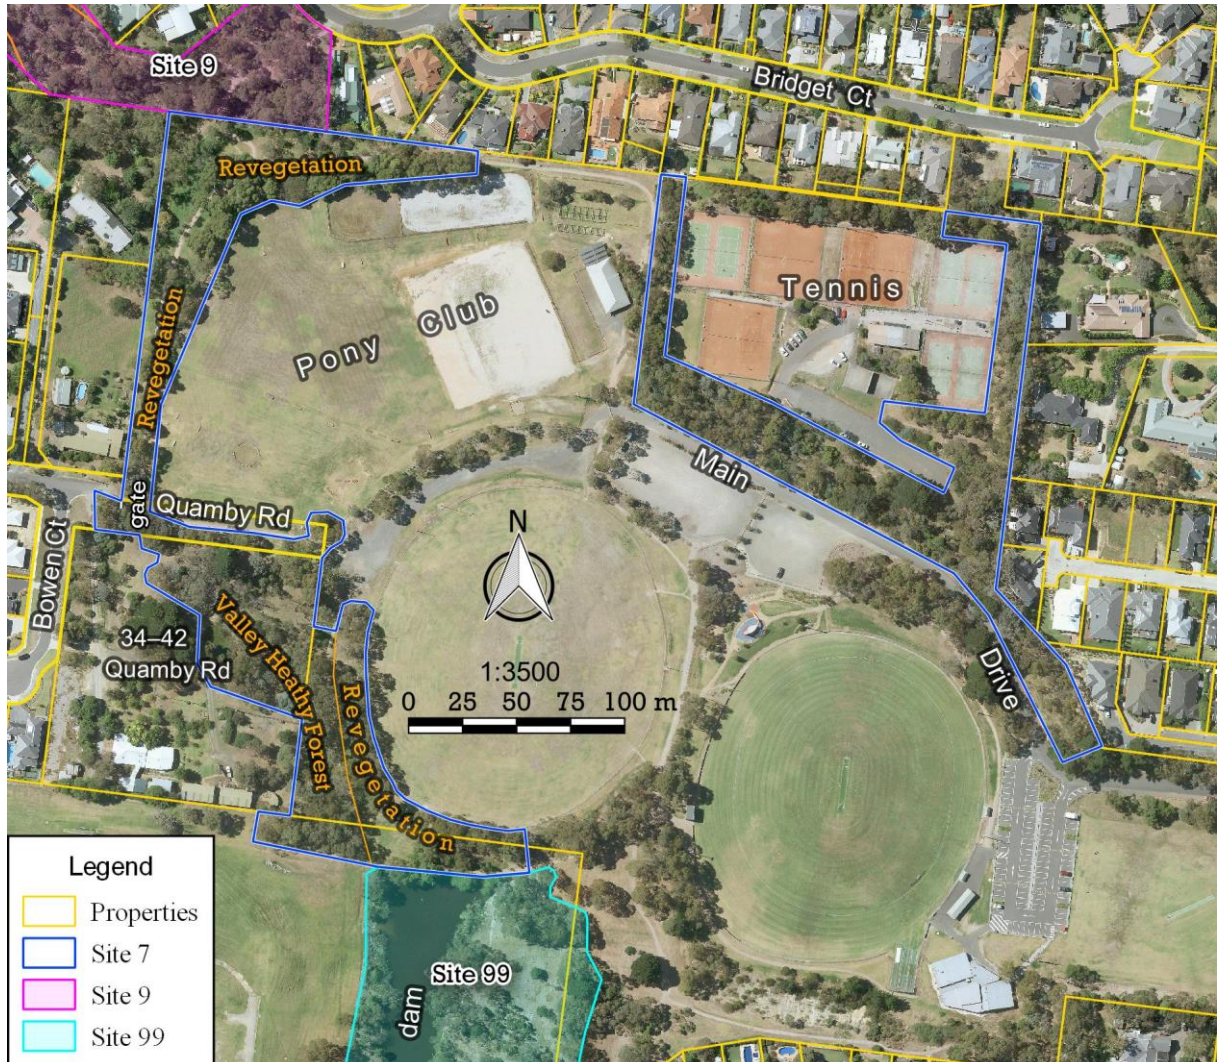 Site 9
Bridget Ct
Revegetation
Tennis
Pony Club
Revegetation
Main
Drive
gate
Quamby Rd
Bowen Ct
N
1:3500
0 25 50 75 100 m
34–42
Quamby Rd
Valley Heathy Forest
Revegetation
Site 99
dam
Legend
Properties
Site 7
Site 9
Site 99